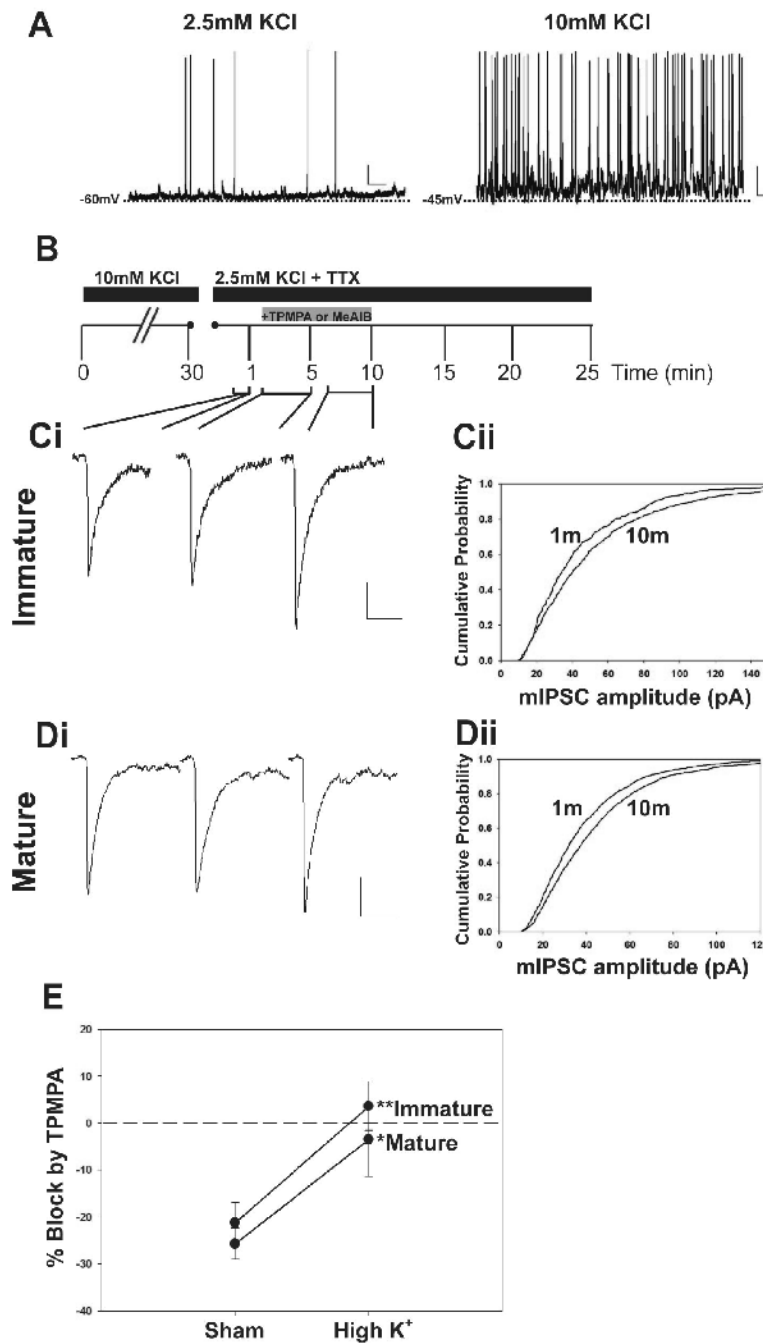 A
2.5mM KCl
10mM KCl
-60mV
-45mV
B
10mM KCl
2.5mM KCl + TTX
+TPMPA or MeAIB
0
30
1
5
10
15
20
25
Time (min)
Ci
Immature
Cii
Cumulative Probability
1.0
0.8
0.6
0.4
0.2
0.0
1m
10m
20
40
60
80
100
120
140
mIPSC amplitude (pA)
Di
Mature
Dii
Cumulative Probability
1.0
0.8
0.6
0.4
0.2
0.0
1m
10m
20
40
60
80
100
120
mIPSC amplitude (pA)
E
% Block by TPMPA
20
10
0
-10
-20
-30
-40
**Immature
*Mature
Sham
High K⁺